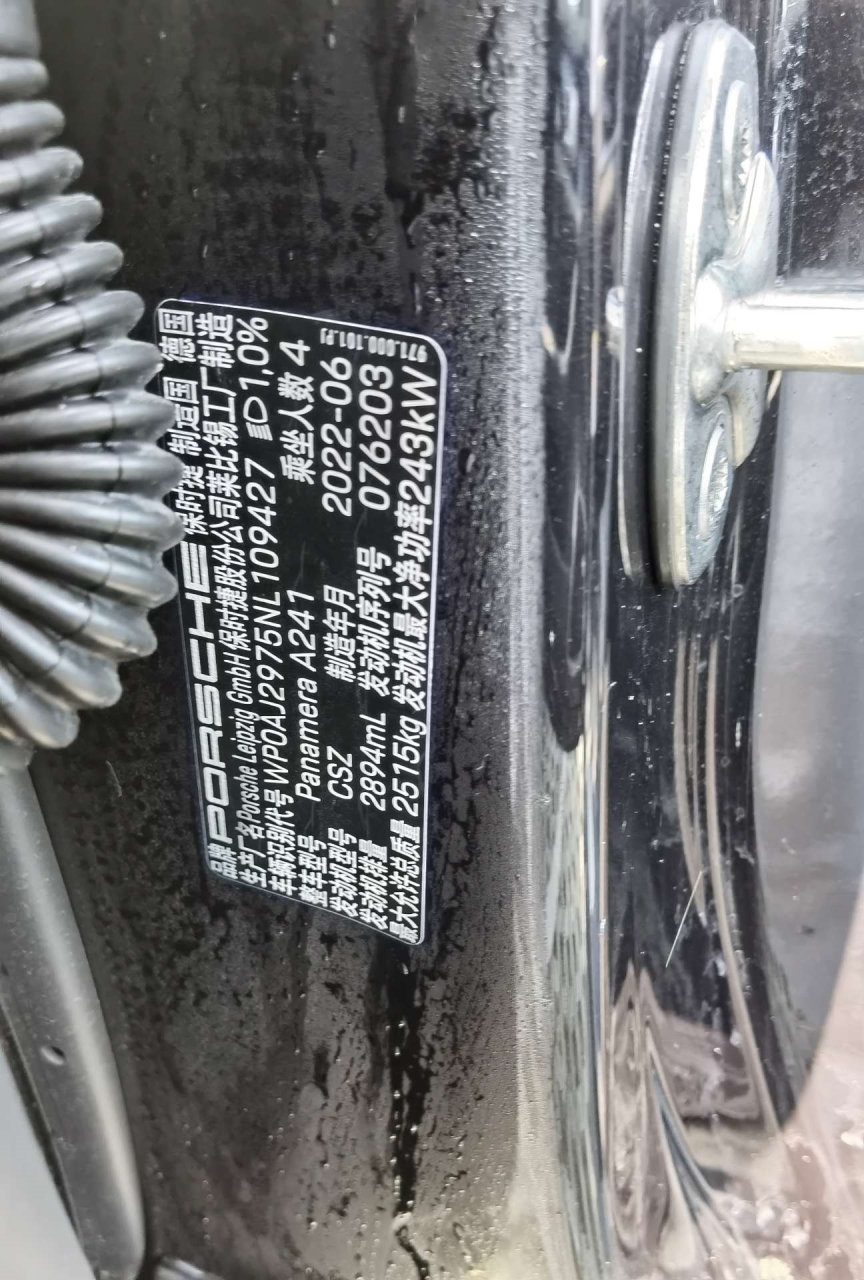 971.000.101.PJ
品牌 PORSCHE 保时捷 制造国 德国
生产厂名 Porsche Leipzig GmbH 保时捷股份公司莱比锡工厂 制造
车辆识别代号 WP0AJ2975NL109427 1,0%
整车型号 Panamera A241 乘坐人数 4
发动机型号 CSZ 制造年月 2022-06
发动机排量 2894mL 发动机序列号 076203
最大允许总质量 2515kg 发动机最大净功率 243kW